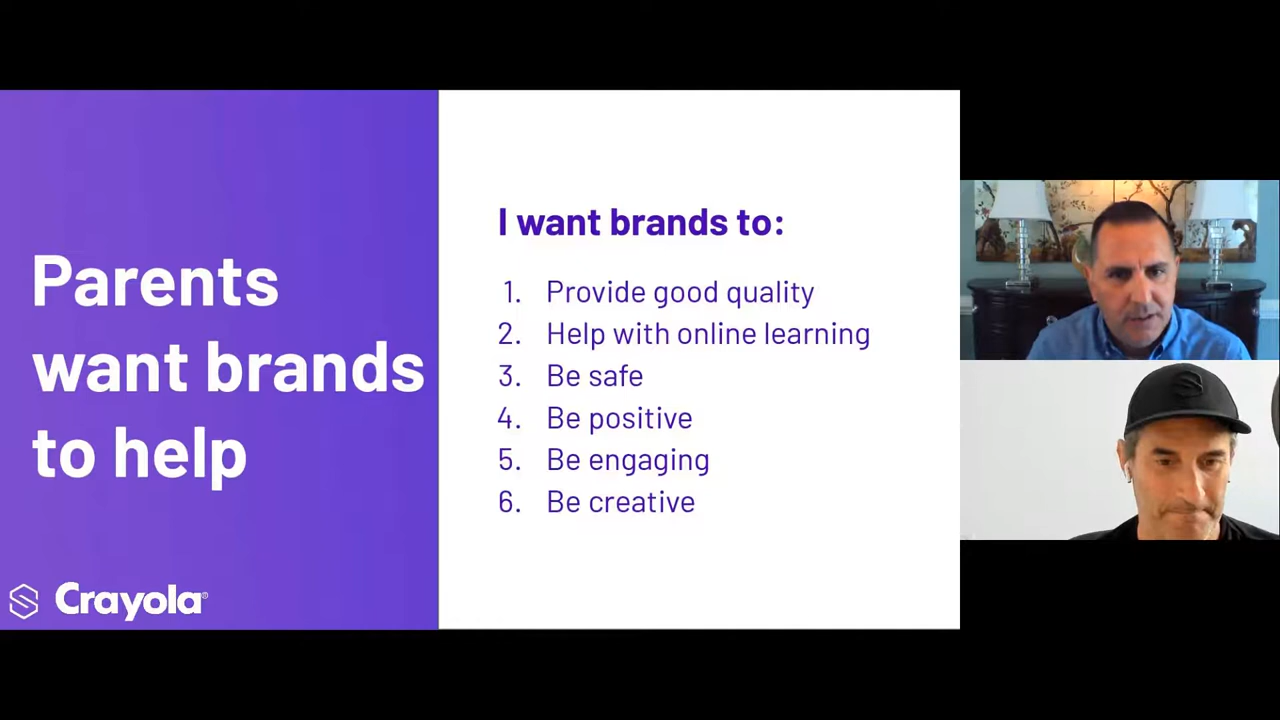 Parents
want brands
to help
Crayola®
I want brands to:
1. Provide good quality
2. Help with online learning
3. Be safe
4. Be positive
5. Be engaging
6. Be creative